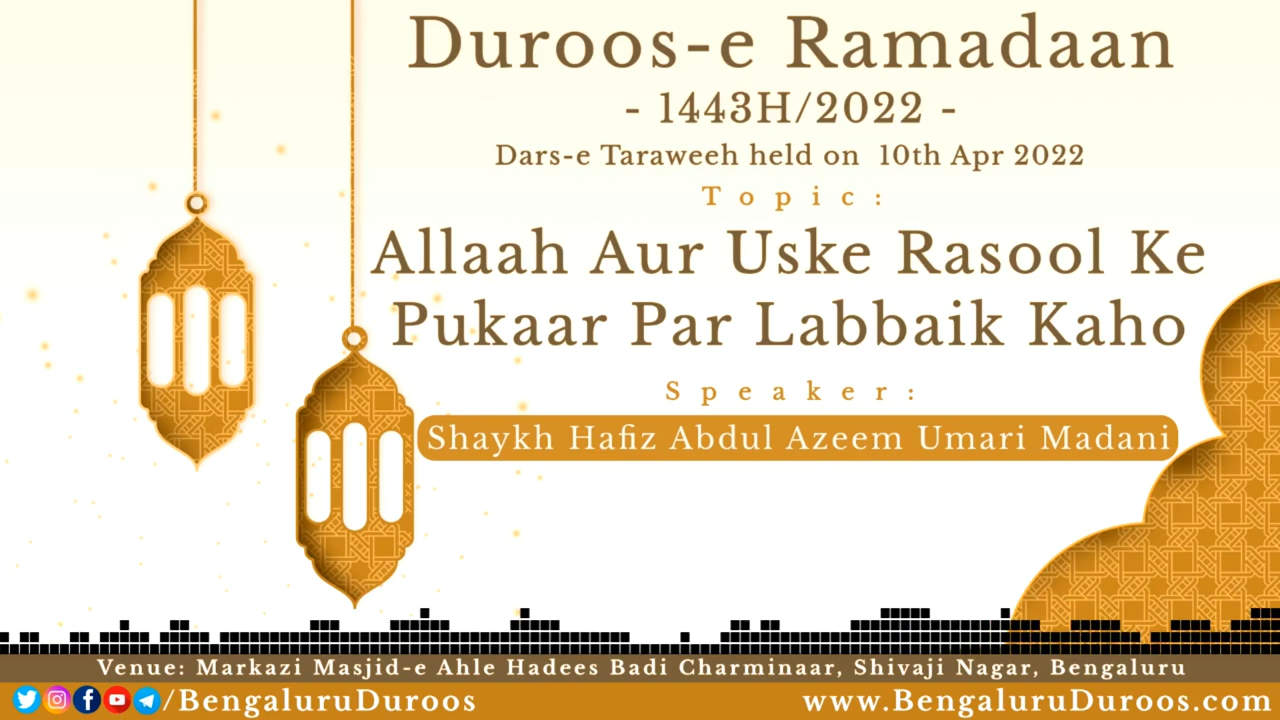 Duroos-e Ramadaan
- 1443H/2022 -
Dars-e Taraweeh held on 10th Apr 2022
Topic:
Allaah Aur Uske Rasool Ke
Pukaar Par Labbaik Kaho
Speaker:
Shaykh Hafiz Abdul Azeem Umari Madani
Venue: Markazi Masjid-e Ahle Hadees Badi Charminaar, Shivaji Nagar, Bengaluru
/BengaluruDuroos
www.BengaluruDuroos.com